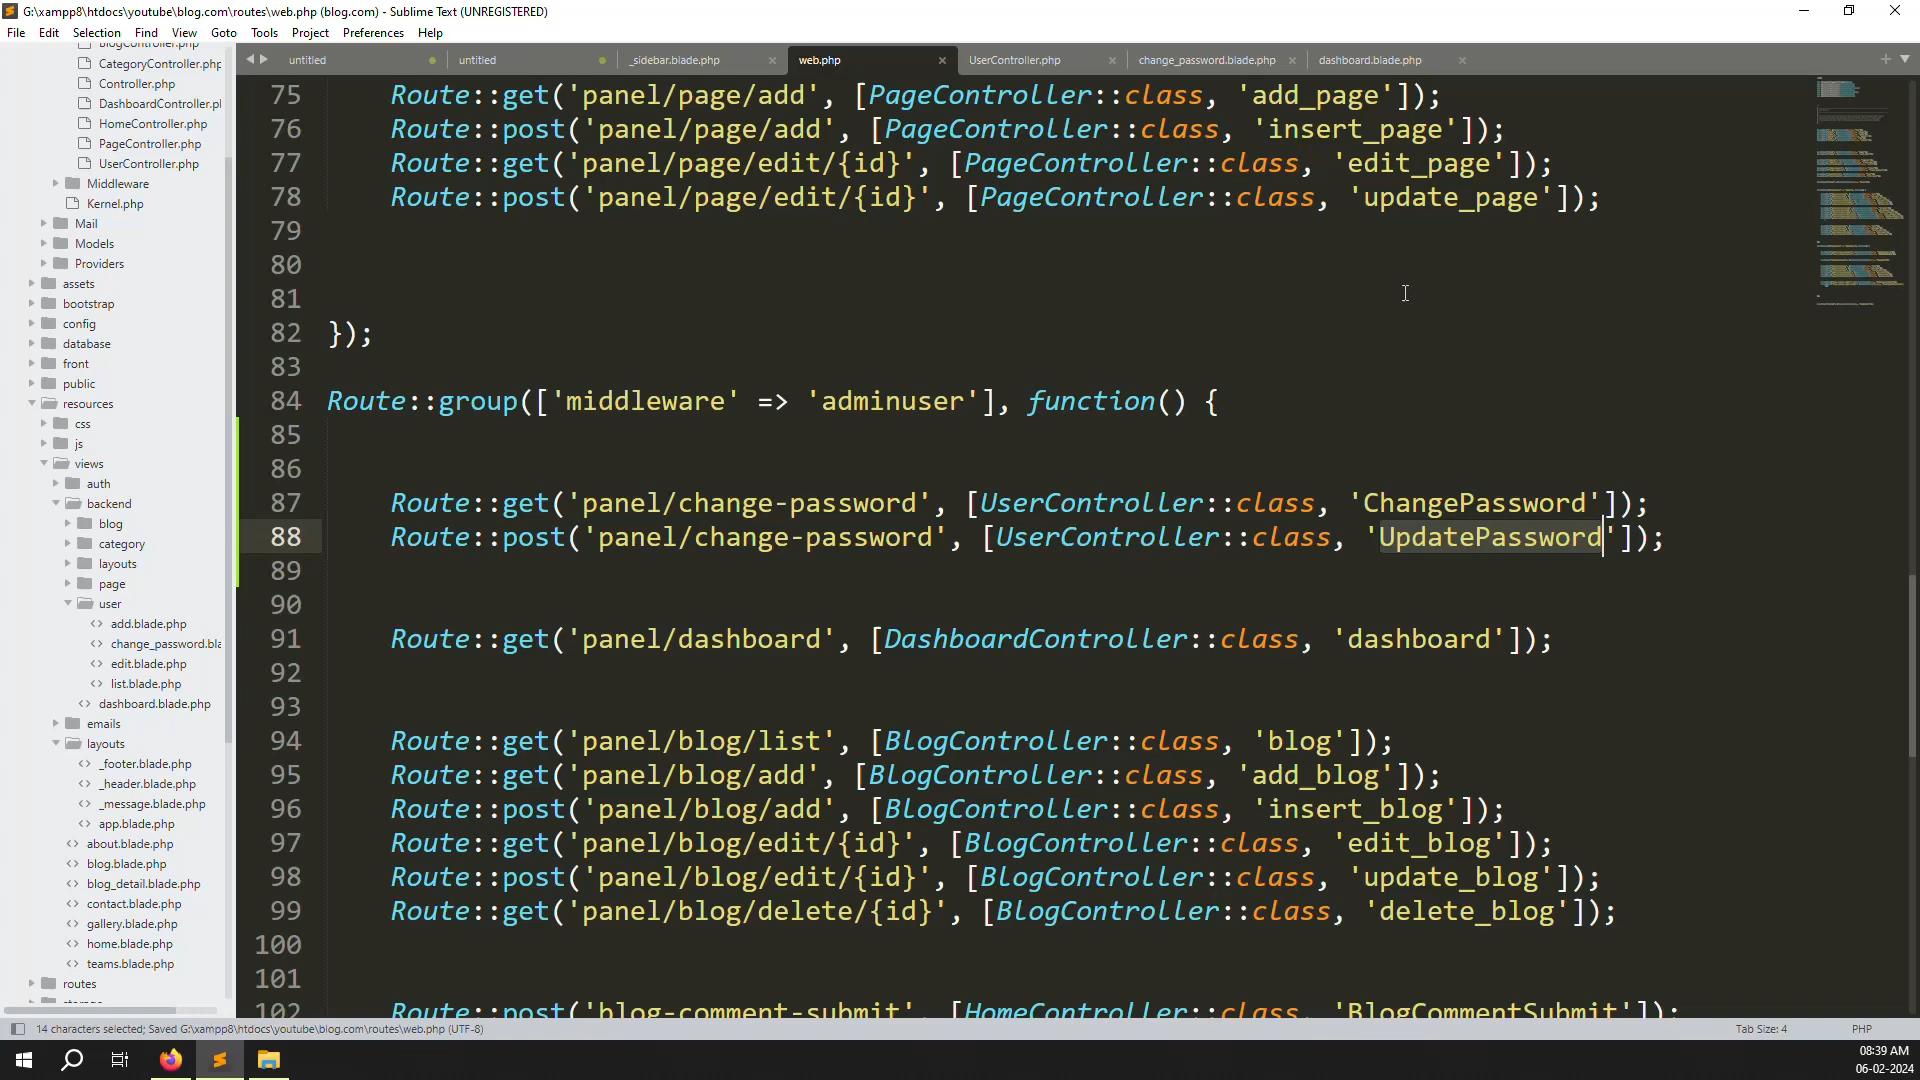 G:\xampp8\htdocs\youtube\blog.com\routes\web.php (blog.com) - Sublime Text (UNREGISTERED)
File Edit Selection Find View Goto Tools Project Preferences Help
untitled untitled _sidebar.blade.php web.php UserController.php change_password.blade.php dashboard.blade.php
BlogController.php
CategoryController.php
Controller.php
DashboardController.p
HomeController.php
PageController.php
UserController.php
Middleware
Kernel.php
Mail
Models
Providers
assets
bootstrap
config
database
front
public
resources
css
js
views
auth
backend
blog
category
layouts
page
user
add.blade.php
change_password.bla
edit.blade.php
list.blade.php
dashboard.blade.php
emails
layouts
_footer.blade.php
_header.blade.php
_message.blade.php
app.blade.php
about.blade.php
blog.blade.php
blog_detail.blade.php
contact.blade.php
gallery.blade.php
home.blade.php
teams.blade.php
routes
75 Route::get('panel/page/add', [PageController::class, 'add_page']);
76 Route::post('panel/page/add', [PageController::class, 'insert_page']);
77 Route::get('panel/page/edit/{id}', [PageController::class, 'edit_page']);
78 Route::post('panel/page/edit/{id}', [PageController::class, 'update_page']);
79
80
81
82 });
83
84 Route::group(['middleware' => 'adminuser'], function() {
85
86
87 Route::get('panel/change-password', [UserController::class, 'ChangePassword']);
88 Route::post('panel/change-password', [UserController::class, 'UpdatePassword']);
89
90
91 Route::get('panel/dashboard', [DashboardController::class, 'dashboard']);
92
93
94 Route::get('panel/blog/list', [BlogController::class, 'blog']);
95 Route::get('panel/blog/add', [BlogController::class, 'add_blog']);
96 Route::post('panel/blog/add', [BlogController::class, 'insert_blog']);
97 Route::get('panel/blog/edit/{id}', [BlogController::class, 'edit_blog']);
98 Route::post('panel/blog/edit/{id}', [BlogController::class, 'update_blog']);
99 Route::get('panel/blog/delete/{id}', [BlogController::class, 'delete_blog']);
100
101
102 Route::post('blog-comment-submit', [HomeController::class, 'BlogCommentSubmit']);
14 characters selected; Saved G:\xampp8\htdocs\youtube\blog.com\routes\web.php (UTF-8) Tab Size: 4 PHP
08:39 AM
06-02-2024